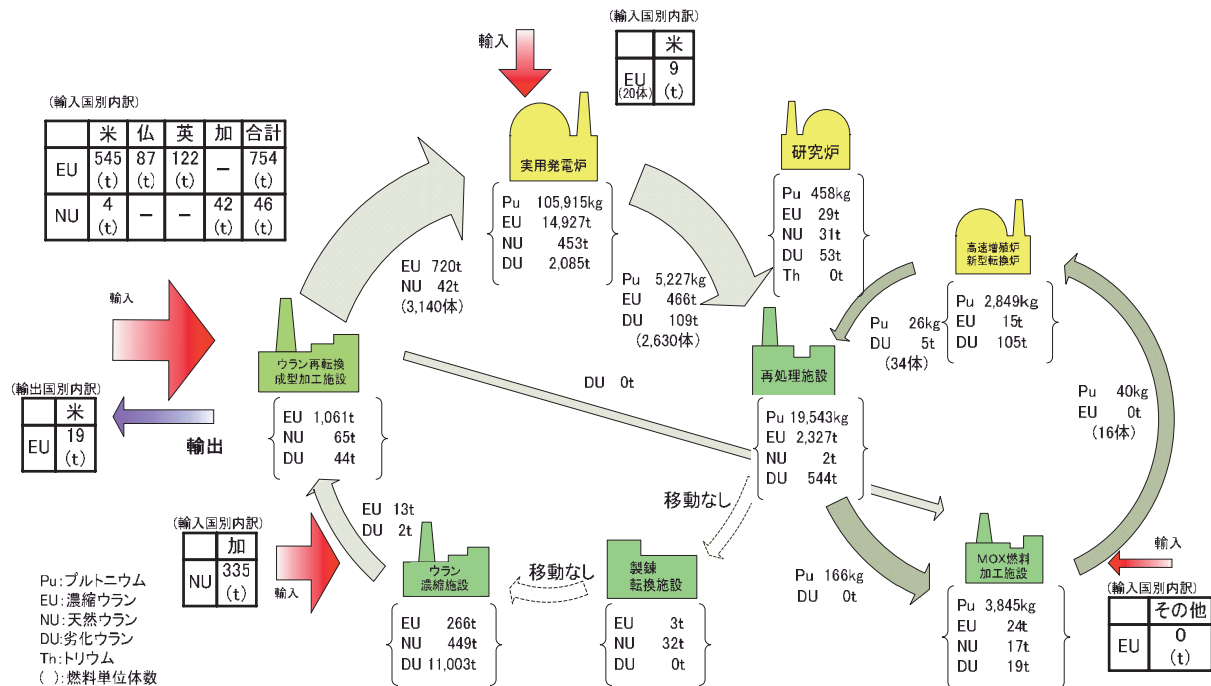 (輸入国別内訳)
米
EU
(20体)
9
(t)
輸入
(輸入国別内訳)
米 仏 英 加 合計
EU 545(t) 87(t) 122(t) － 754(t)
NU 4(t) － － 42(t) 46(t)
実用発電炉
Pu 105,915kg
EU 14,927t
NU 453t
DU 2,085t
研究炉
Pu 458kg
EU 29t
NU 31t
DU 53t
Th 0t
高速増殖炉
新型転換炉
Pu 2,849kg
EU 15t
DU 105t
EU 720t
NU 42t
(3,140体)
Pu 5,227kg
EU 466t
DU 109t
(2,630体)
Pu 26kg
DU 5t
(34体)
輸入
ウラン再転換
成型加工施設
EU 1,061t
NU 65t
DU 44t
DU 0t
再処理施設
Pu 19,543kg
EU 2,327t
NU 2t
DU 544t
Pu 40kg
EU 0t
(16体)
(輸出国別内訳)
米
EU 19
(t)
輸出
EU 13t
DU 2t
移動なし
(輸入国別内訳)
加
NU 335
(t)
輸入
ウラン
濃縮施設
EU 266t
NU 449t
DU 11,003t
移動なし
製錬
転換施設
EU 3t
NU 32t
DU 0t
Pu 166kg
DU 0t
MOX燃料
加工施設
Pu 3,845kg
EU 24t
NU 17t
DU 19t
輸入
(輸入国別内訳)
その他
EU 0
(t)
Pu:プルトニウム
EU:濃縮ウラン
NU:天然ウラン
DU:劣化ウラン
Th:トリウム
( ):燃料単位体数